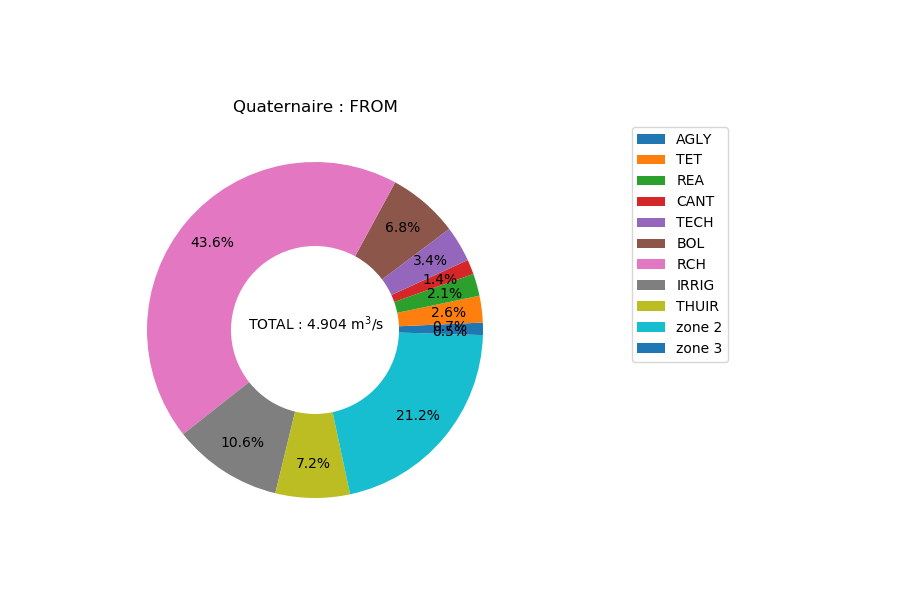 Quaternaire : FROM
6.8%
43.6%
3.4%
1.4%
2.1%
2.6%
0.7%
0.5%
TOTAL : 4.904 m³/s
21.2%
10.6%
7.2%
AGLY
TET
REA
CANT
TECH
BOL
RCH
IRRIG
THUIR
zone 2
zone 3